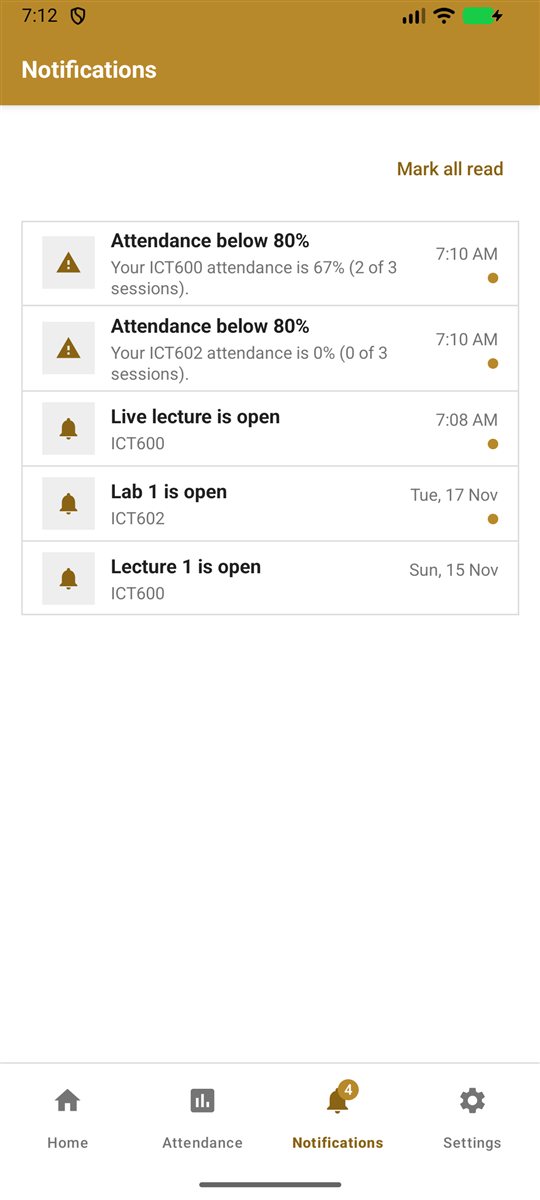 7:12
Notifications
Mark all read
Attendance below 80%
7:10 AM
Your ICT600 attendance is 67% (2 of 3
sessions).
Attendance below 80%
7:10 AM
Your ICT602 attendance is 0% (0 of 3
sessions).
Live lecture is open
7:08 AM
ICT600
Lab 1 is open
Tue, 17 Nov
ICT602
Lecture 1 is open
Sun, 15 Nov
ICT600
4
Home
Attendance
Notifications
Settings